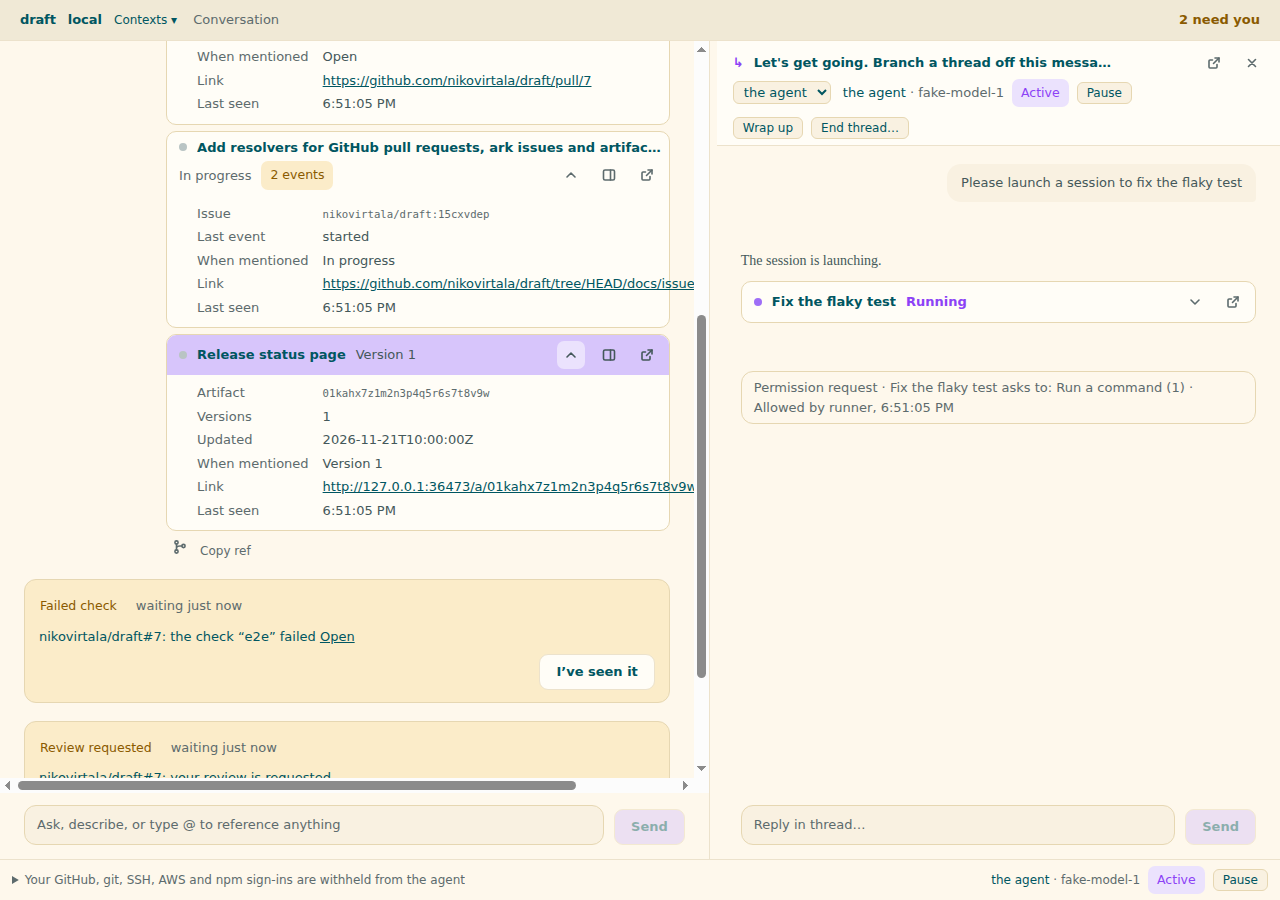 draft local Contexts ▾ Conversation
2 need you
When mentioned Open
Link https://github.com/nikovirtala/draft/pull/7
Last seen 6:51:05 PM
Add resolvers for GitHub pull requests, ark issues and artifac…
In progress 2 events
Issue nikovirtala/draft:15cxvdep
Last event started
When mentioned In progress
Link https://github.com/nikovirtala/draft/tree/HEAD/docs/issue
Last seen 6:51:05 PM
Release status page Version 1
Artifact 01kahx7z1m2n3p4q5r6s7t8v9w
Versions 1
Updated 2026-11-21T10:00:00Z
When mentioned Version 1
Link http://127.0.0.1:36473/a/01kahx7z1m2n3p4q5r6s7t8v9w
Last seen 6:51:05 PM
Copy ref
Failed check waiting just now
nikovirtala/draft#7: the check “e2e” failed Open
I’ve seen it
Review requested waiting just now
nikovirtala/draft#7: your review is requested
Ask, describe, or type @ to reference anything
Send
↳ Let's get going. Branch a thread off this messa…
the agent the agent · fake-model-1 Active Pause
Wrap up End thread…
Please launch a session to fix the flaky test
The session is launching.
Fix the flaky test Running
Permission request · Fix the flaky test asks to: Run a command (1) ·
Allowed by runner, 6:51:05 PM
Reply in thread…
Send
Your GitHub, git, SSH, AWS and npm sign-ins are withheld from the agent
the agent · fake-model-1 Active Pause